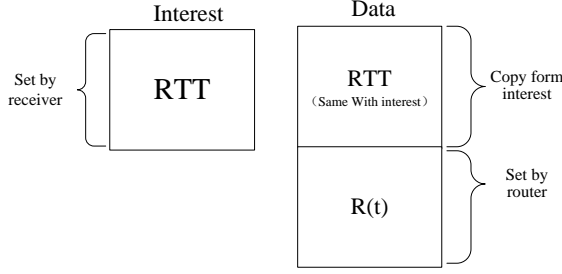 Interest
Data
Set by
receiver
RTT
RTT
(Same With interest)
Copy form
interest
R(t)
Set by
router